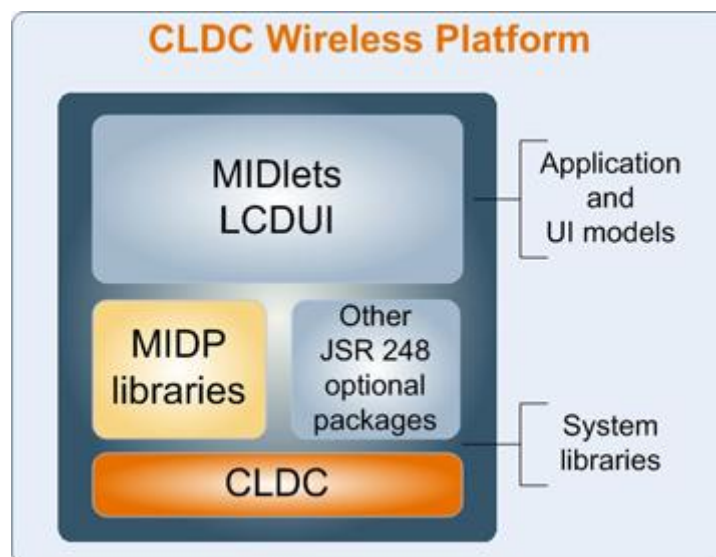 CLDC Wireless Platform
MIDlets
LCDUI
Application
and
UI models
MIDP
libraries
Other
JSR 248
optional
packages
System
libraries
CLDC